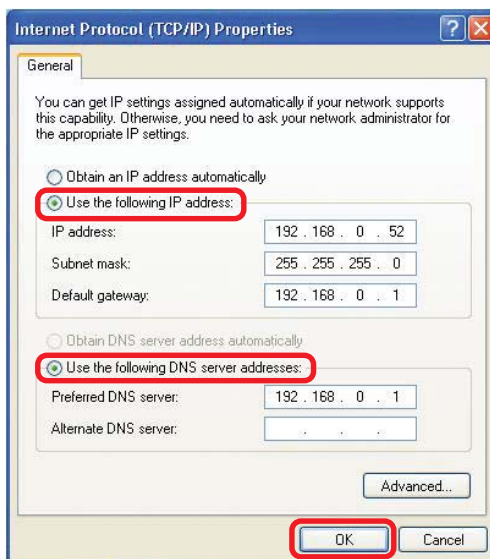 Internet Protocol (TCP/IP) Properties
General
You can get IP settings assigned automatically if your network supports
this capability. Otherwise, you need to ask your network administrator for
the appropriate IP settings.
Obtain an IP address automatically
Use the following IP address:
IP address: 192 . 168 . 0 . 52
Subnet mask: 255 . 255 . 255 . 0
Default gateway: 192 . 168 . 0 . 1
Obtain DNS server address automatically
Use the following DNS server addresses:
Preferred DNS server: 192 . 168 . 0 . 1
Alternate DNS server: . . .
Advanced...
OK Cancel